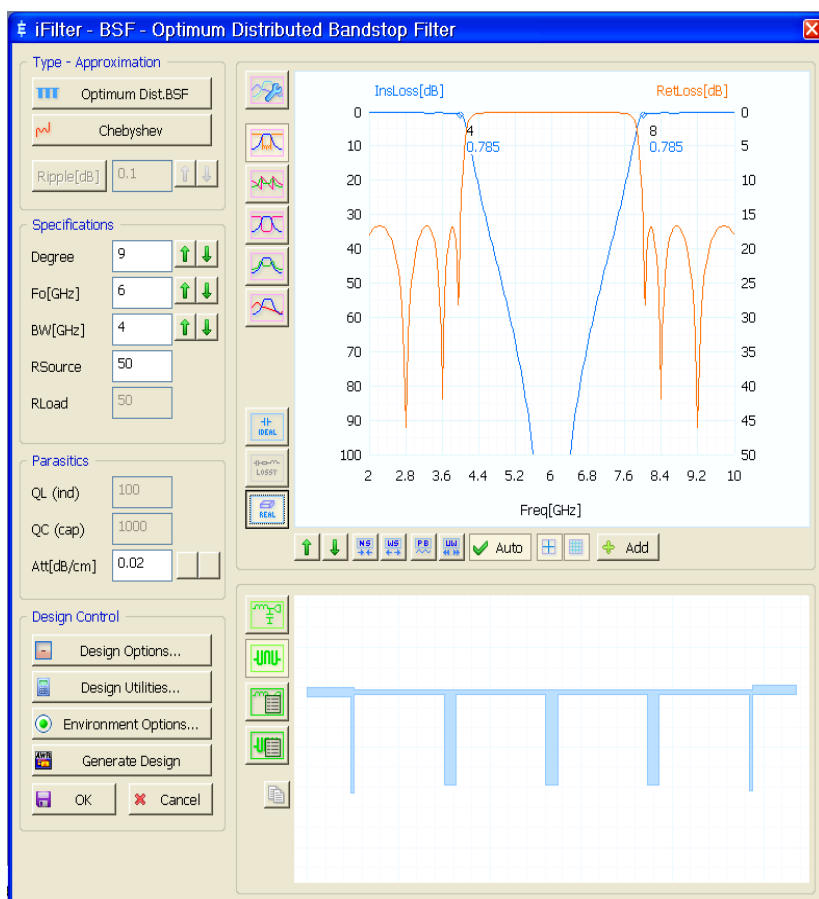 iFilter - BSF - Optimum Distributed Bandstop Filter
Type - Approximation
Optimum Dist.BSF
Chebyshev
Ripple[dB] 0.1
Specifications
Degree 9
Fo[GHz] 6
BW[GHz] 4
RSource 50
RLoad 50
Parasitics
QL (ind) 100
QC (cap) 1000
Att[dB/cm] 0.02
Design Control
Design Options...
Design Utilities...
Environment Options...
Generate Design
OK Cancel
IDEAL
LOSSY
REAL
InsLoss[dB] RetLoss[dB]
0 0
10 5
20 10
30 15
40 20
50 25
60 30
70 35
80 40
90 45
100 50
4 8
0.785 0.785
2 2.8 3.6 4.4 5.2 6 6.8 7.6 8.4 9.2 10
Freq[GHz]
NS WS PB UW Auto Add